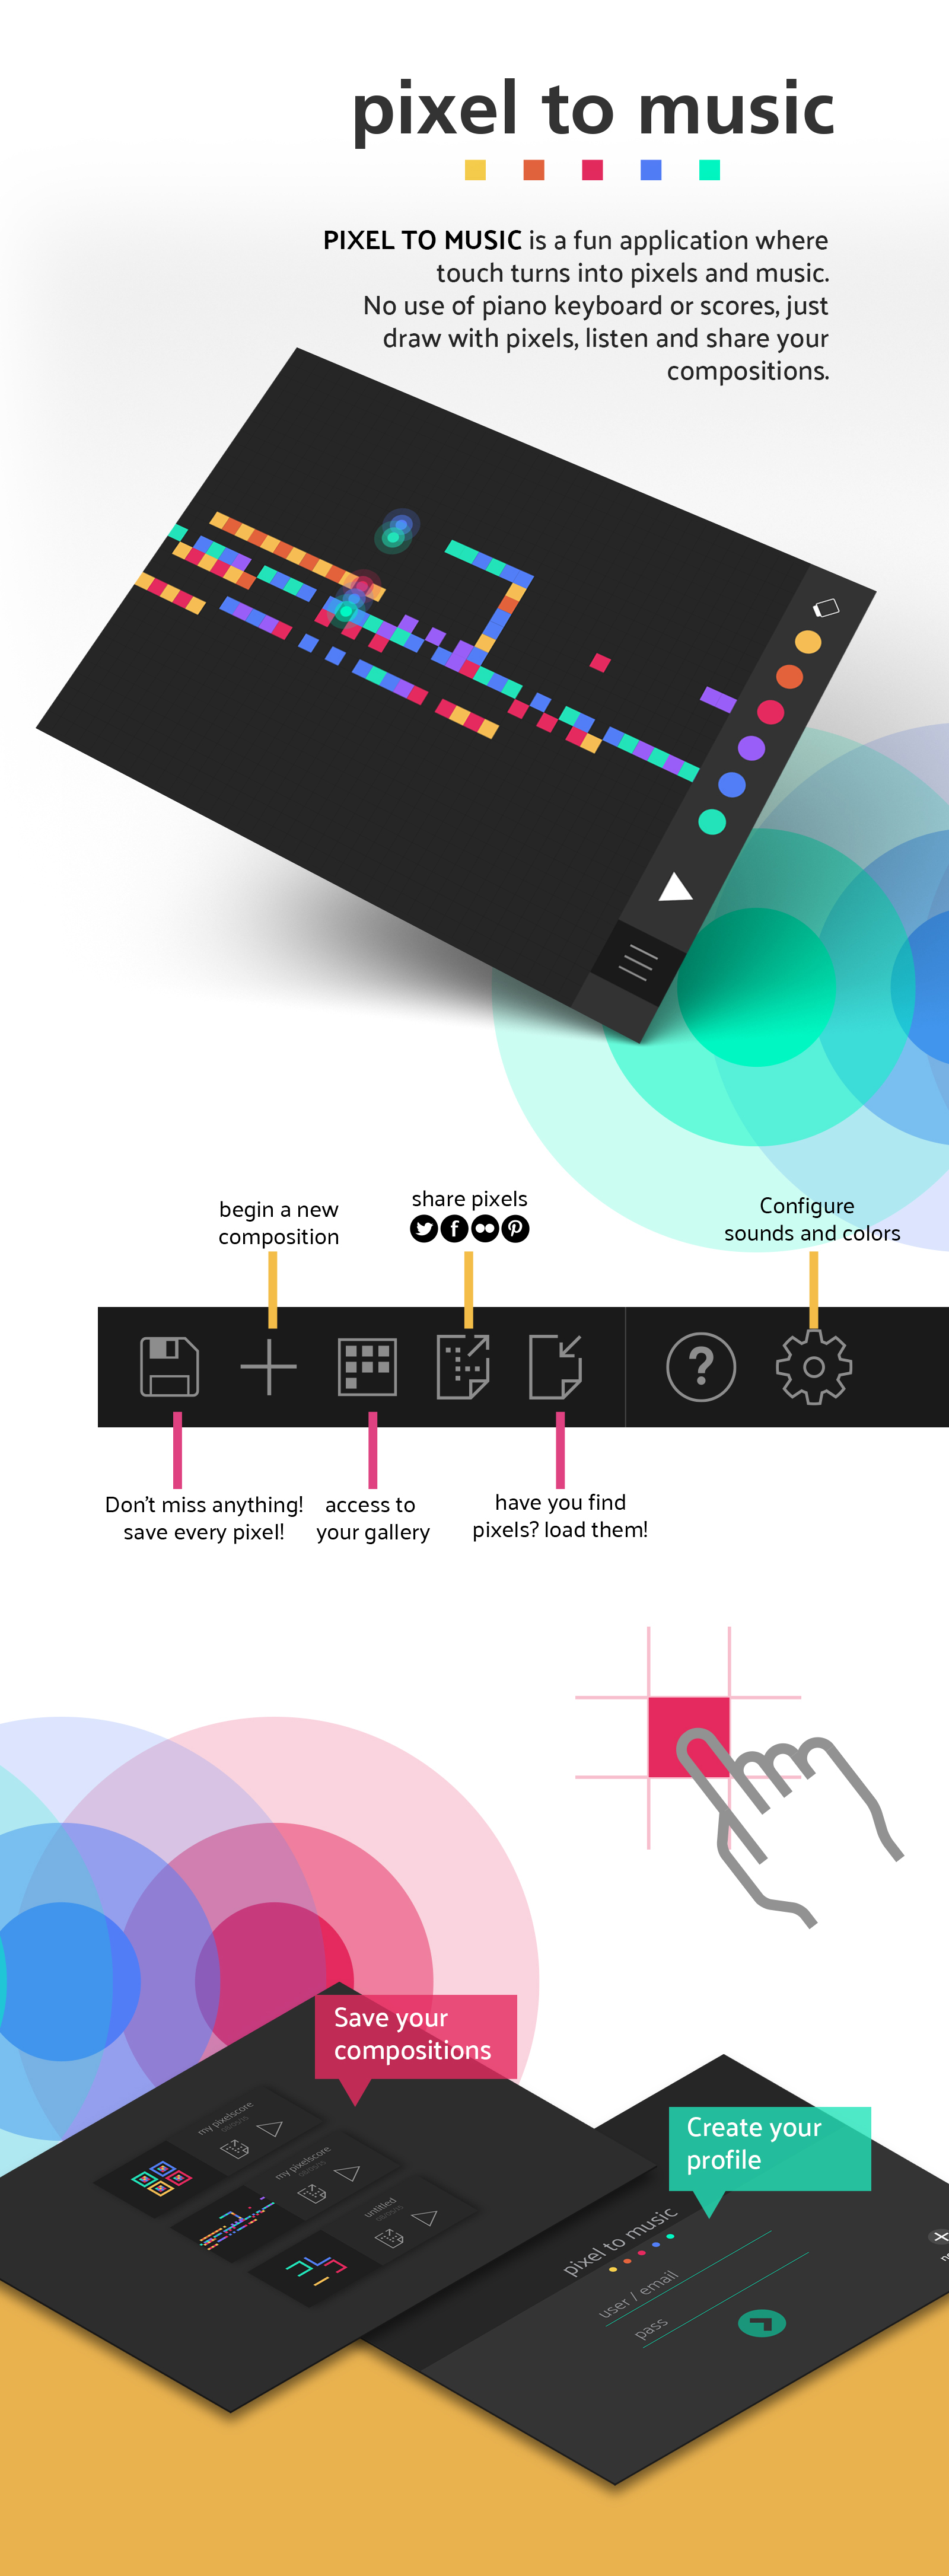 pixel to music
PIXEL TO MUSIC is a fun application where
touch turns into pixels and music.
No use of piano keyboard or scores, just
draw with pixels, listen and share your
compositions.
begin a new
composition
share pixels
Configure
sounds and colors
Don't miss anything!
save every pixel!
access to
your gallery
have you find
pixels? load them!
Save your
compositions
my pixelscore
my pixelscore
untitled
Create your
profile
pixel to music
user / email
pass